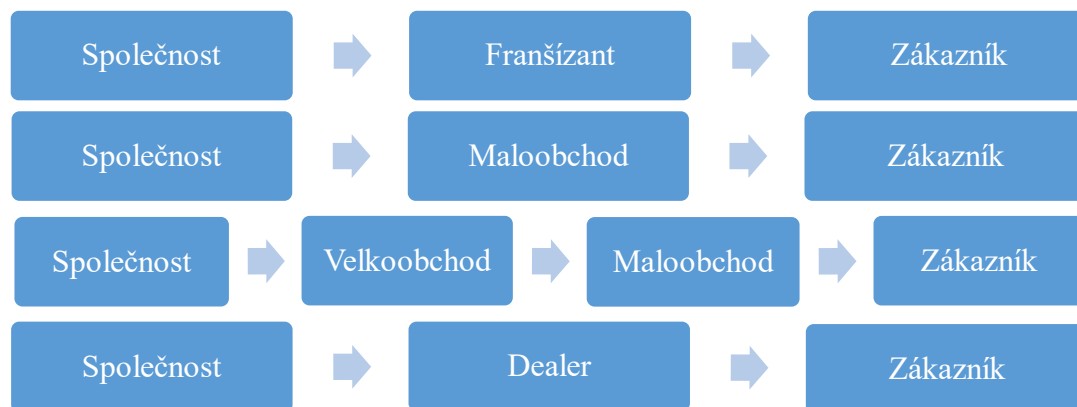 Společnost Franšízant Zákazník
Společnost Maloobchod Zákazník
Společnost Velkoobchod Maloobchod Zákazník
Společnost Dealer Zákazník